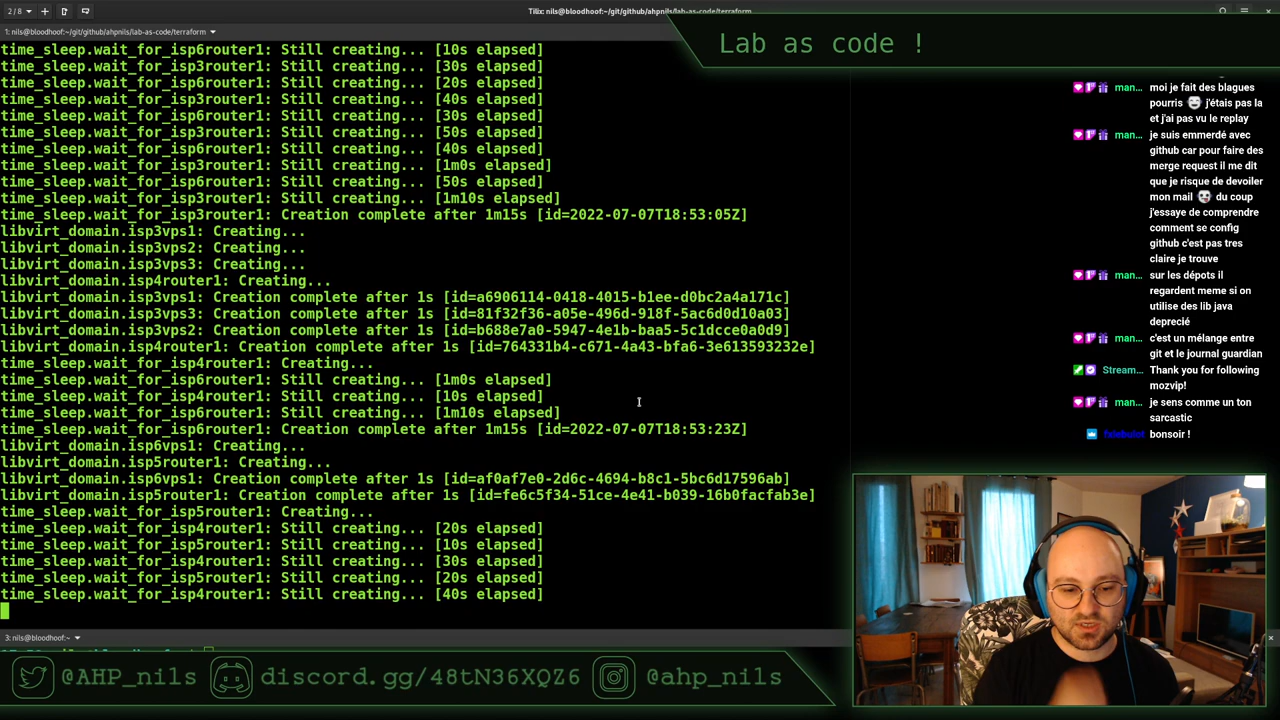 2 / 8
Tilix: nils@bloodhoof:~/git/github/ahpnils/lab-as-code/terraform
1: nils@bloodhoof:~/git/github/ahpnils/lab-as-code/terraform
Lab as code !
time_sleep.wait_for_isp6router1: Still creating... [10s elapsed]
time_sleep.wait_for_isp3router1: Still creating... [30s elapsed]
time_sleep.wait_for_isp6router1: Still creating... [20s elapsed]
time_sleep.wait_for_isp3router1: Still creating... [40s elapsed]
time_sleep.wait_for_isp6router1: Still creating... [30s elapsed]
time_sleep.wait_for_isp3router1: Still creating... [50s elapsed]
time_sleep.wait_for_isp6router1: Still creating... [40s elapsed]
time_sleep.wait_for_isp3router1: Still creating... [1m0s elapsed]
time_sleep.wait_for_isp6router1: Still creating... [50s elapsed]
time_sleep.wait_for_isp3router1: Still creating... [1m10s elapsed]
time_sleep.wait_for_isp3router1: Creation complete after 1m15s [id=2022-07-07T18:53:05Z]
libvirt_domain.isp3vps1: Creating...
libvirt_domain.isp3vps2: Creating...
libvirt_domain.isp3vps3: Creating...
libvirt_domain.isp4router1: Creating...
libvirt_domain.isp3vps1: Creation complete after 1s [id=a6906114-0418-4015-b1ee-d0bc2a4a171c]
libvirt_domain.isp3vps3: Creation complete after 1s [id=81f32f36-a05e-496d-918f-5ac6d0d10a03]
libvirt_domain.isp3vps2: Creation complete after 1s [id=b688e7a0-5947-4e1b-baa5-5c1dcce0a0d9]
libvirt_domain.isp4router1: Creation complete after 1s [id=764331b4-c671-4a43-bfa6-3e613593232e]
time_sleep.wait_for_isp4router1: Creating...
time_sleep.wait_for_isp6router1: Still creating... [1m0s elapsed]
time_sleep.wait_for_isp4router1: Still creating... [10s elapsed]
time_sleep.wait_for_isp6router1: Still creating... [1m10s elapsed]
time_sleep.wait_for_isp6router1: Creation complete after 1m15s [id=2022-07-07T18:53:23Z]
libvirt_domain.isp6vps1: Creating...
libvirt_domain.isp5router1: Creating...
libvirt_domain.isp6vps1: Creation complete after 1s [id=af0af7e0-2d6c-4694-b8c1-5bc6d17596ab]
libvirt_domain.isp5router1: Creation complete after 1s [id=fe6c5f34-51ce-4e41-b039-16b0facfab3e]
time_sleep.wait_for_isp5router1: Creating...
time_sleep.wait_for_isp4router1: Still creating... [20s elapsed]
time_sleep.wait_for_isp5router1: Still creating... [10s elapsed]
time_sleep.wait_for_isp4router1: Still creating... [30s elapsed]
time_sleep.wait_for_isp5router1: Still creating... [20s elapsed]
time_sleep.wait_for_isp4router1: Still creating... [40s elapsed]
3: nils@bloodhoof:~
man... moi je fait des blagues
pourris j'étais pas la
et j'ai pas vu le replay
man... je suis emmerdé avec
github car pour faire des
merge request il me dit
que je risque de devoiler
mon mail du coup
j'essaye de comprendre
comment se config
github c'est pas tres
claire je trouve
man... sur les dépots il
regardent meme si on
utilise des lib java
deprecié
man... c'est un mélange entre
git et le journal guardian
Stream... Thank you for following
mozvip!
man... je sens comme un ton
sarcastic
bonsoir !
@AHP_nils
discord.gg/48tN36XQZ6
@ahp_nils